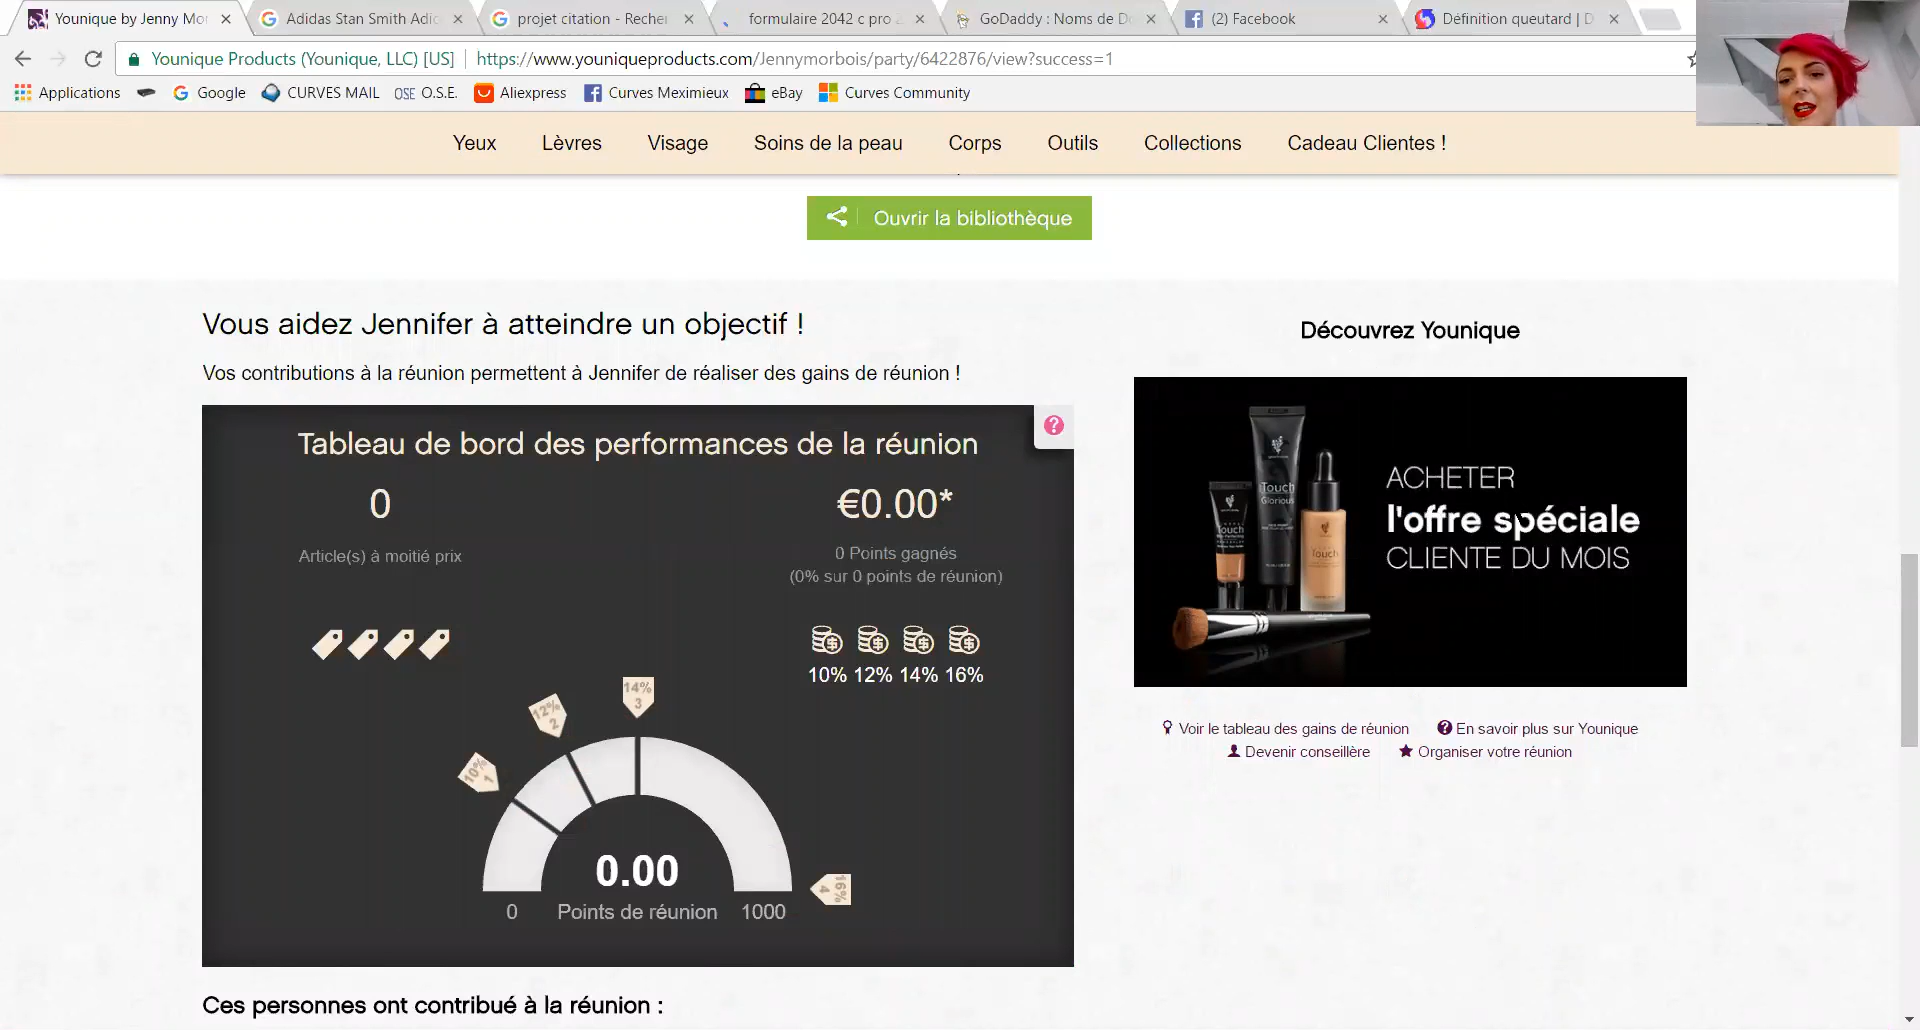 Younique by Jenny Mor
Adidas Stan Smith Adic
projet citation - Recher
formulaire 2042 c pro 2
GoDaddy : Noms de Do
(2) Facebook
Définition queutard | D
Younique Products (Younique, LLC) [US]
https://www.youniqueproducts.com/Jennymorbois/party/6422876/view?success=1
Applications
Google
CURVES MAIL
OSE O.S.E.
Aliexpress
Curves Meximieux
eBay
Curves Community
Yeux
Lèvres
Visage
Soins de la peau
Corps
Outils
Collections
Cadeau Clientes !
Ouvrir la bibliothèque
Vous aidez Jennifer à atteindre un objectif !
Vos contributions à la réunion permettent à Jennifer de réaliser des gains de réunion !
Tableau de bord des performances de la réunion
?
0
Article(s) à moitié prix
€0.00*
0 Points gagnés
(0% sur 0 points de réunion)
10% 12% 14% 16%
10% 1
12% 2
14% 3
16% 4
0.00
0
Points de réunion
1000
Ces personnes ont contribué à la réunion :
Découvrez Younique
Touch
Touch
Glorious
Touch
ACHETER
l'offre spéciale
CLIENTE DU MOIS
Voir le tableau des gains de réunion
En savoir plus sur Younique
Devenir conseillère
Organiser votre réunion